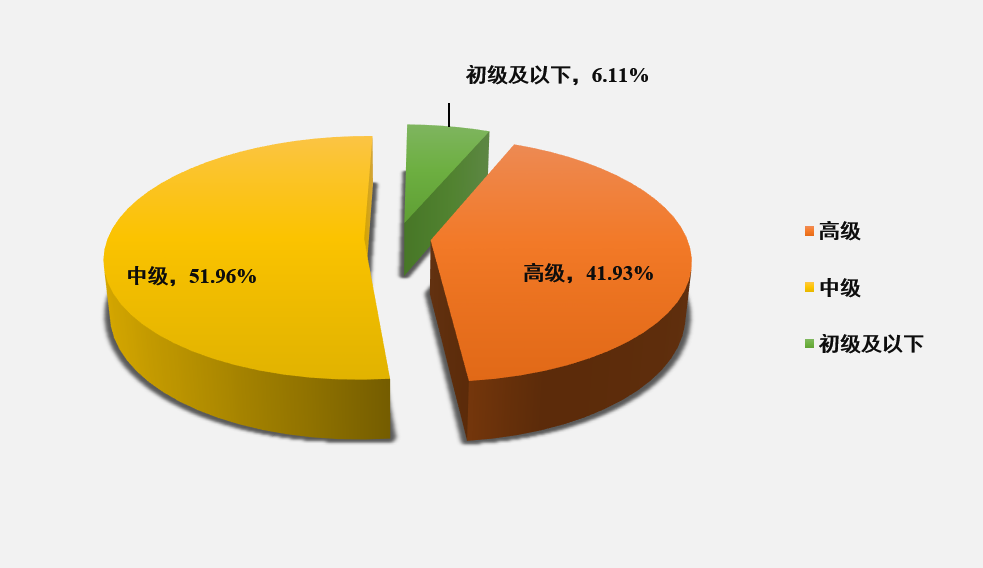 初级及以下，6.11%
中级，51.96%
高级，41.93%
高级
中级
初级及以下